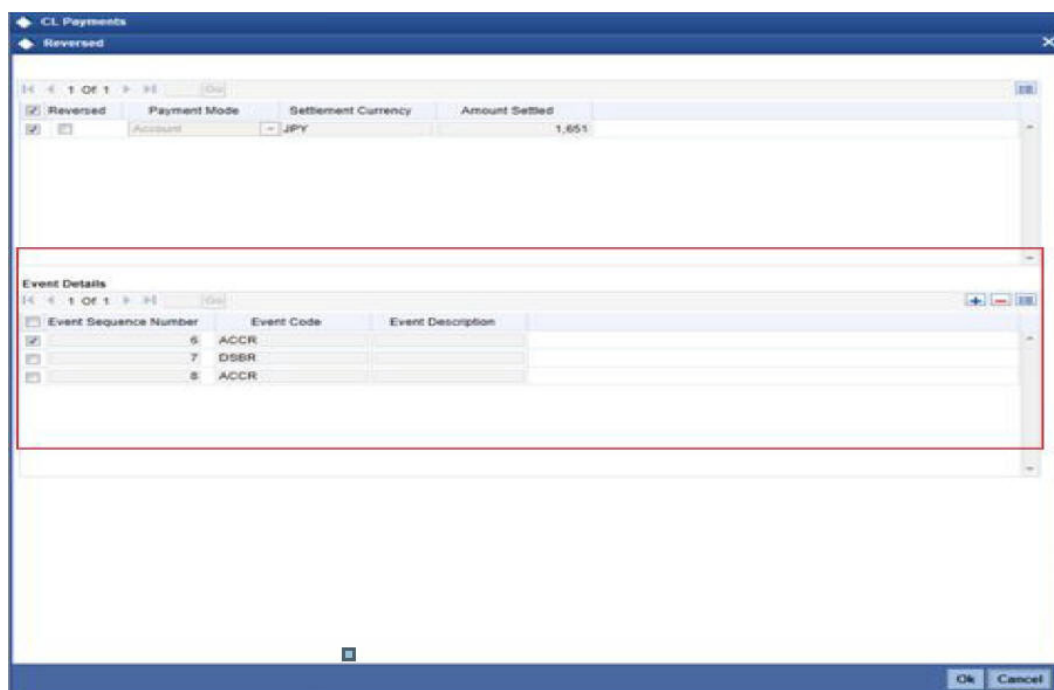 CL Payments
Reversed
1 Of 1 Go
Reversed Payment Mode Settlement Currency Amount Settled
Account JPY 1,651
Event Details
1 Of 1 Go
Event Sequence Number Event Code Event Description
6 ACCR
7 DSBR
8 ACCR
Ok Cancel